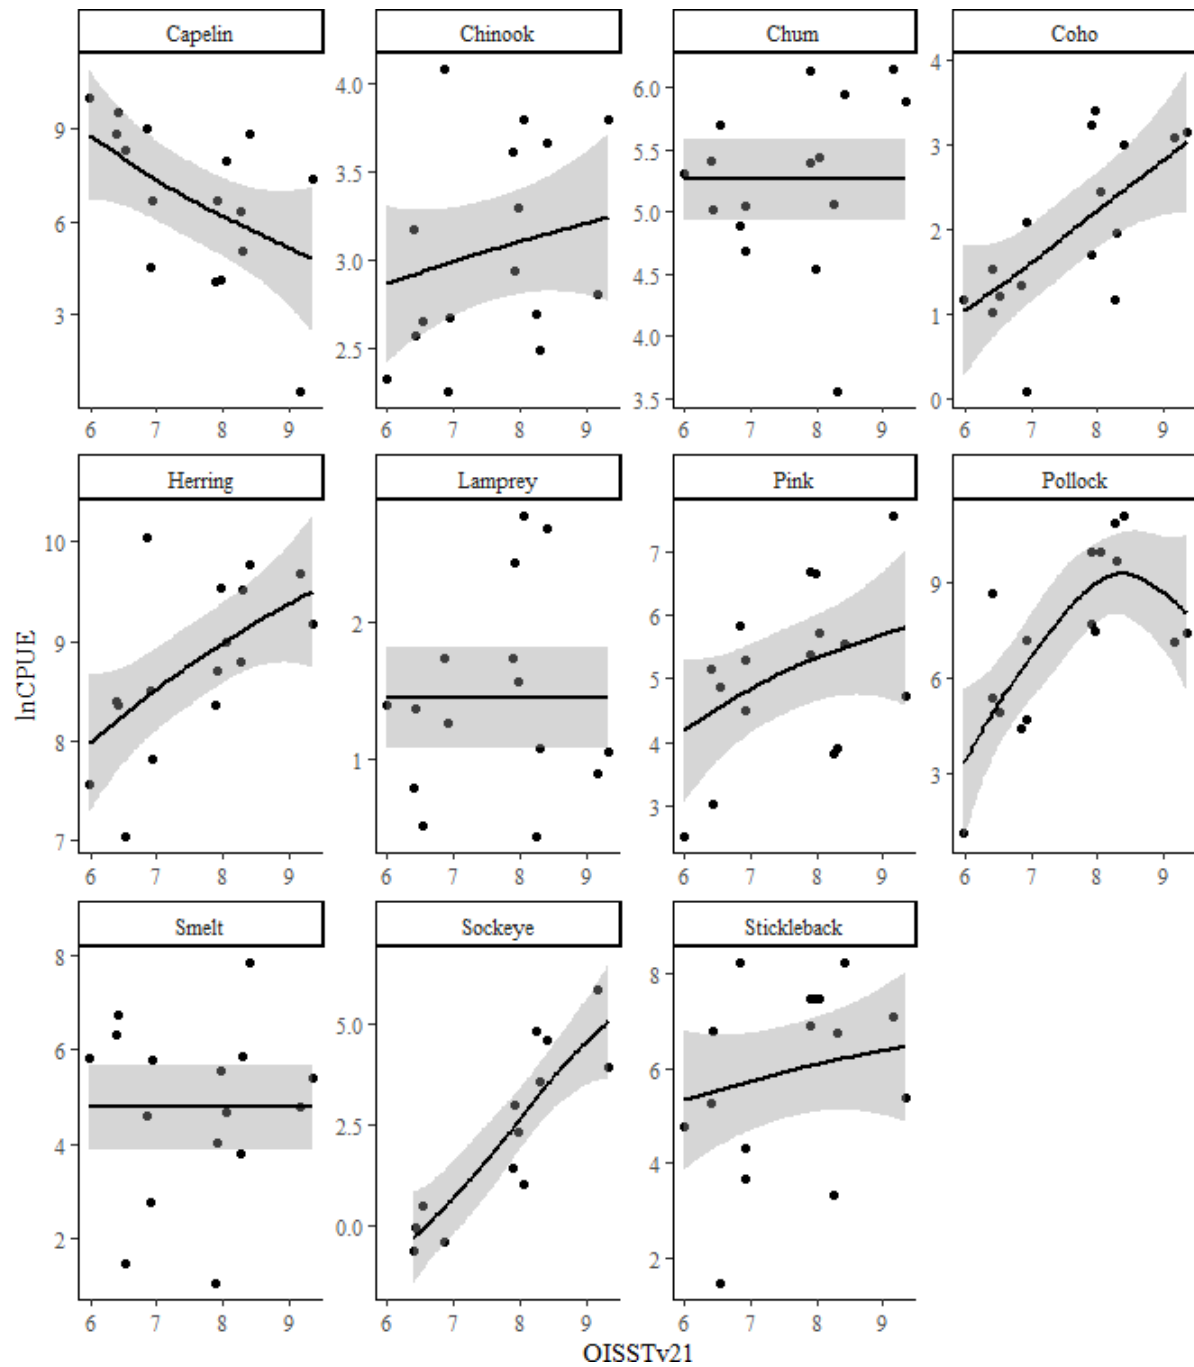 Capelin Chinook Chum Coho
9 6 3
4.0 3.5 3.0 2.5
6.0 5.5 5.0 4.5 4.0 3.5
4 3 2 1 0
6 7 8 9 6 7 8 9 6 7 8 9 6 7 8 9
Herring Lamprey Pink Pollock
lnCPUE
10 9 8 7
2 1
7 6 5 4 3
9 6 3
6 7 8 9 6 7 8 9 6 7 8 9 6 7 8 9
Smelt Sockeye Stickleback
8 6 4 2
5.0 2.5 0.0
8 6 4 2
6 7 8 9 6 7 8 9 6 7 8 9
OISSTv21